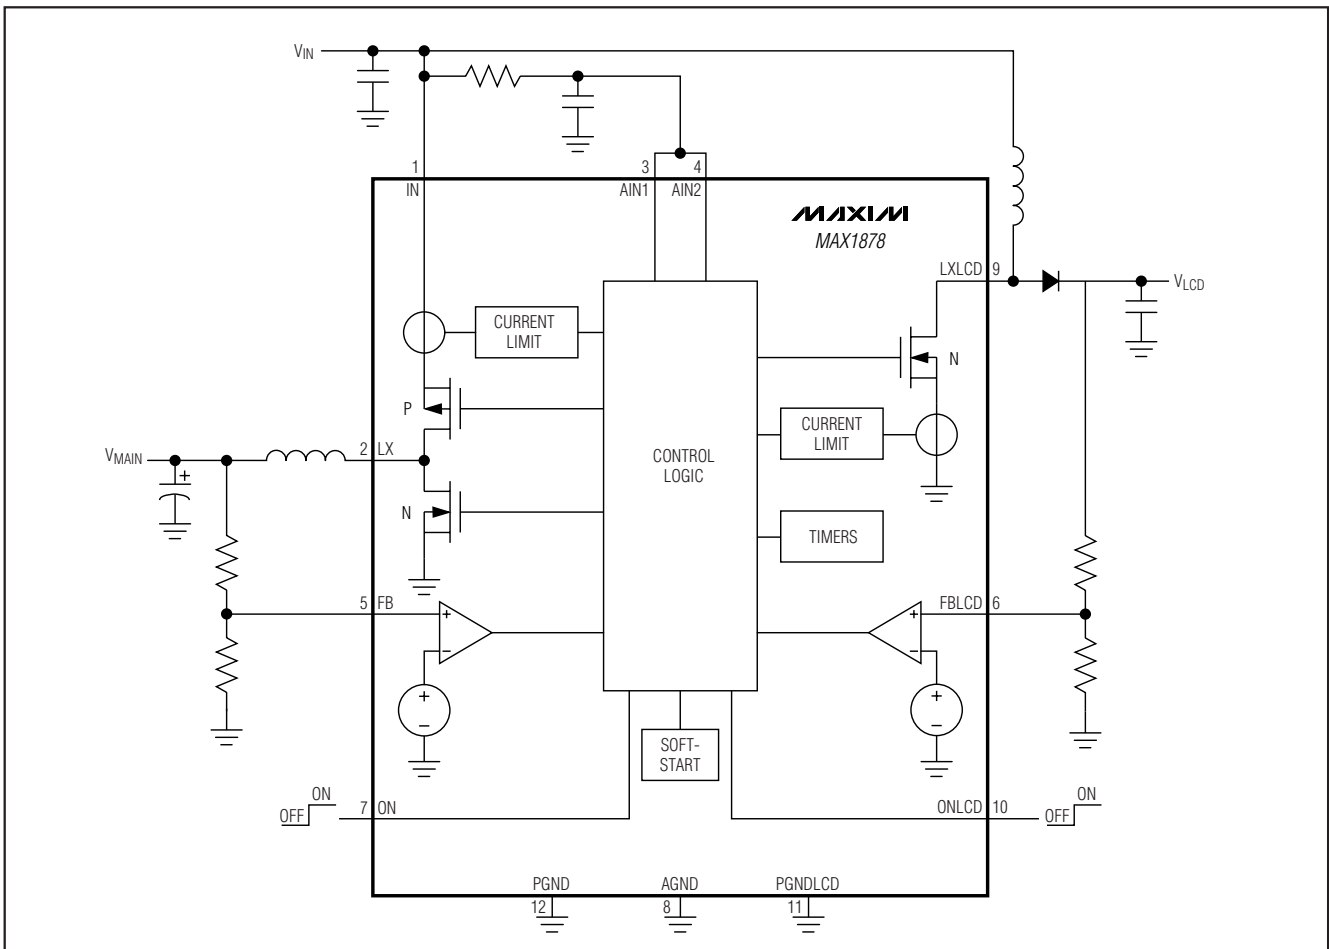 VIN
1
IN
3
4
AIN1
AIN2
MAXIM
MAX1878
LXLCD
9
VLCD
CURRENT
LIMIT
P
N
CURRENT
LIMIT
CONTROL
LOGIC
VMAIN
2
LX
+
N
TIMERS
5
FB
+
−
+
−
FBLCD
6
+
−
+
−
SOFT-
START
OFF
ON
7
ON
ONLCD
10
OFF
ON
PGND
12
AGND
8
PGNDLCD
11